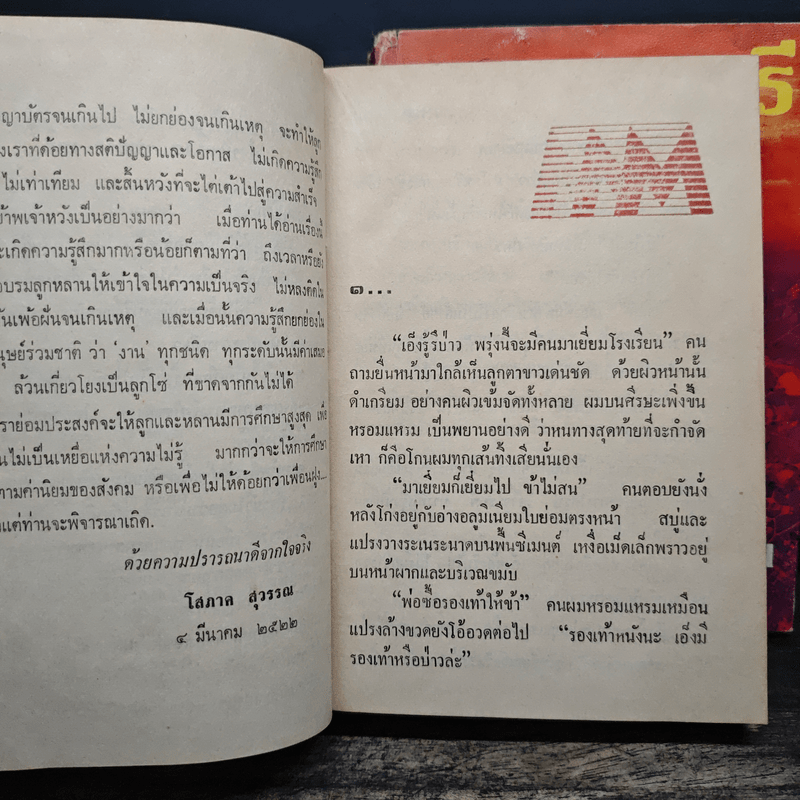 ญาบัตรจนเกินไป ไม่ยกย่องจนเกินเหตุ จะทำให้ลูก
งเราที่ด้อยทางสติปัญญาและโอกาส ไม่เกิดความรู้สึก
ไม่เท่าเทียม และสิ้นหวังที่จะไต่เต้าไปสู่ความสำเร็จ
ข้าพเจ้าหวังเป็นอย่างมากว่า เมื่อท่านได้อ่านเรื่องนี้
ะเกิดความรู้สึกมากหรือน้อยก็ตามที่ว่า ถึงเวลาหรือยัง
อบรมลูกหลานให้เข้าใจในความเป็นจริง ไม่หลงติดใน
ันเพ้อฝันจนเกินเหตุ และเมื่อนั้นความรู้สึกยกย่องใน
นุษย์ร่วมชาติ ว่า ‘งาน’ ทุกชนิด ทุกระดับนั้นมีค่าเสมอ
ล้วนเกี่ยวโยงเป็นลูกโซ่ ที่ขาดจากกันไม่ได้
ราย่อมประสงค์จะให้ลูกและหลานมีการศึกษาสูงสุด เพื่อ
นไม่เป็นเหยื่อแห่งความไม่รู้ มากกว่าจะให้การศึกษา
ตามค่านิยมของสังคม หรือเพื่อไม่ให้ด้อยกว่าเพื่อนฝูง...
แต่ท่านจะพิจารณาเถิด.
ด้วยความปรารถนาดีจากใจจริง
โสภาค สุวรรณ
๔ มีนาคม ๒๕๒๒
AM
๑...
“เอ็งรู้รึป่าว พรุ่งนี้จะมีคนมาเยี่ยมโรงเรียน” คน
ถามยื่นหน้ามาใกล้เห็นลูกตาขาวเด่นชัด ด้วยผิวหน้านั้น
ดำเกรียม อย่างคนผิวเข้มจัดทั้งหลาย ผมบนศีรษะเพิ่งขึ้น
หรอมแหรม เป็นพยานอย่างดี ว่าหนทางสุดท้ายที่จะกำจัด
เหา ก็คือโกนผมทุกเส้นทิ้งเสียนั่นเอง
“มาเยี่ยมก็เยี่ยมไป ข้าไม่สน” คนตอบยังนั่ง
หลังโก่งอยู่กับอ่างอลูมิเนียมใบย่อมตรงหน้า สบู่และ
แปรงวางระเนระนาดบนพื้นซีเมนต์ เหงื่อเม็ดเล็กพราวอยู่
บนหน้าผากและบริเวณขมับ
“พ่อซื้อรองเท้าให้ข้า” คนผมหรอมแหรมเหมือน
แปรงล้างขวดยังโอ้อวดต่อไป “รองเท้าหนังนะ เอ็งมี
รองเท้าหรือป่าวล่ะ”
ธี